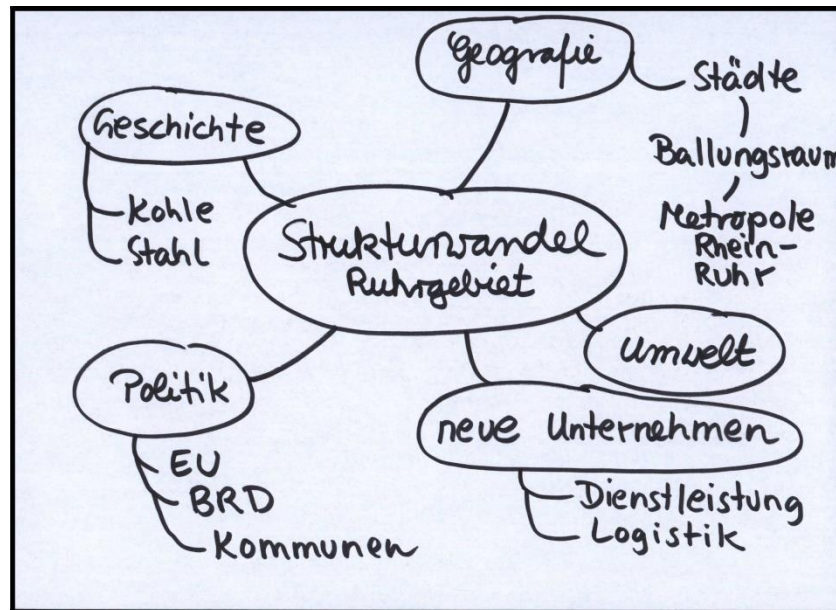 Geografie
Städte
Ballungsraum
Metropole
Rhein-
Ruhr
Geschichte
Kohle
Stahl
Strukturwandel
Ruhrgebiet
Umwelt
Politik
EU
BRD
Kommunen
neue Unternehmen
Dienstleistung
Logistik